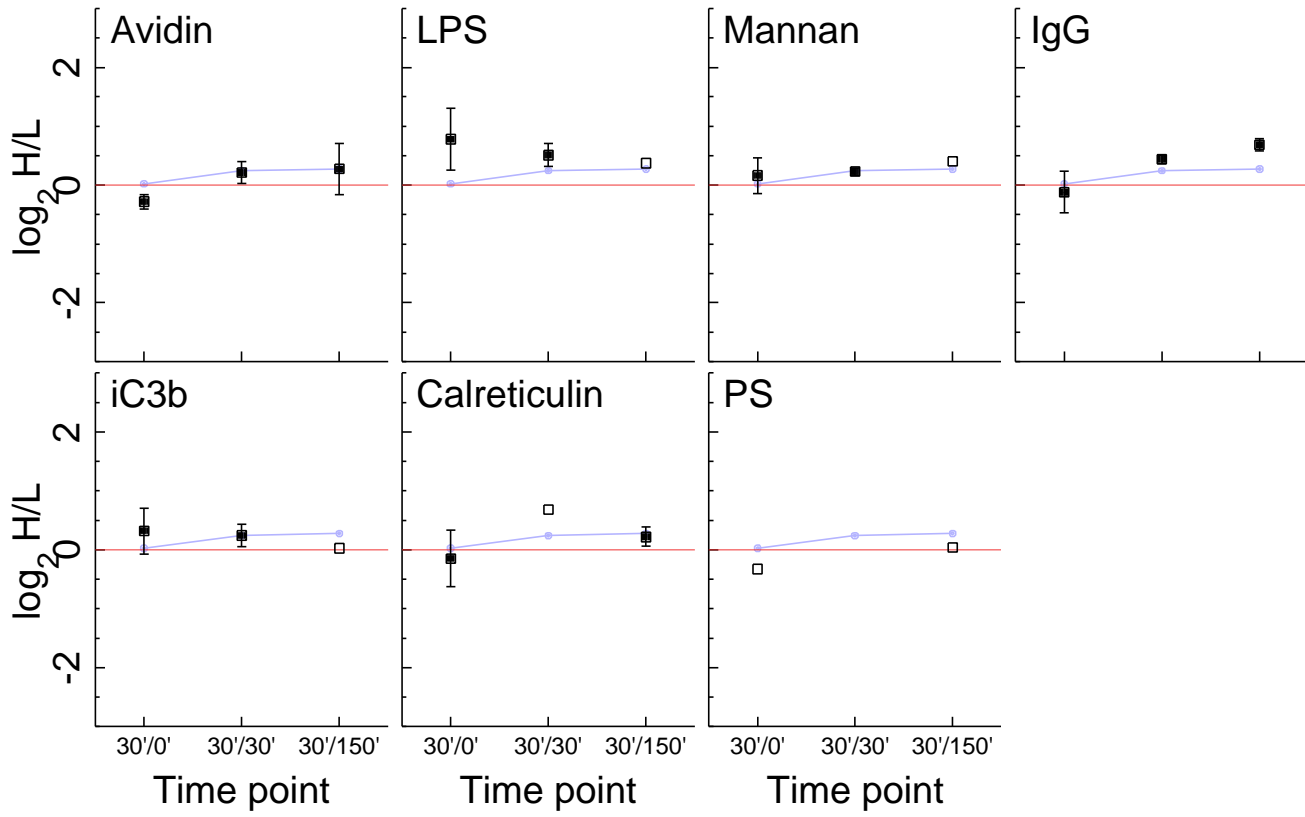 Avidin LPS Mannan IgG
2
0
-2
log2 H/L
iC3b Calreticulin PS
2
0
-2
log2 H/L
30'/0' 30'/30' 30'/150' 30'/0' 30'/30' 30'/150' 30'/0' 30'/30' 30'/150'
Time point Time point Time point